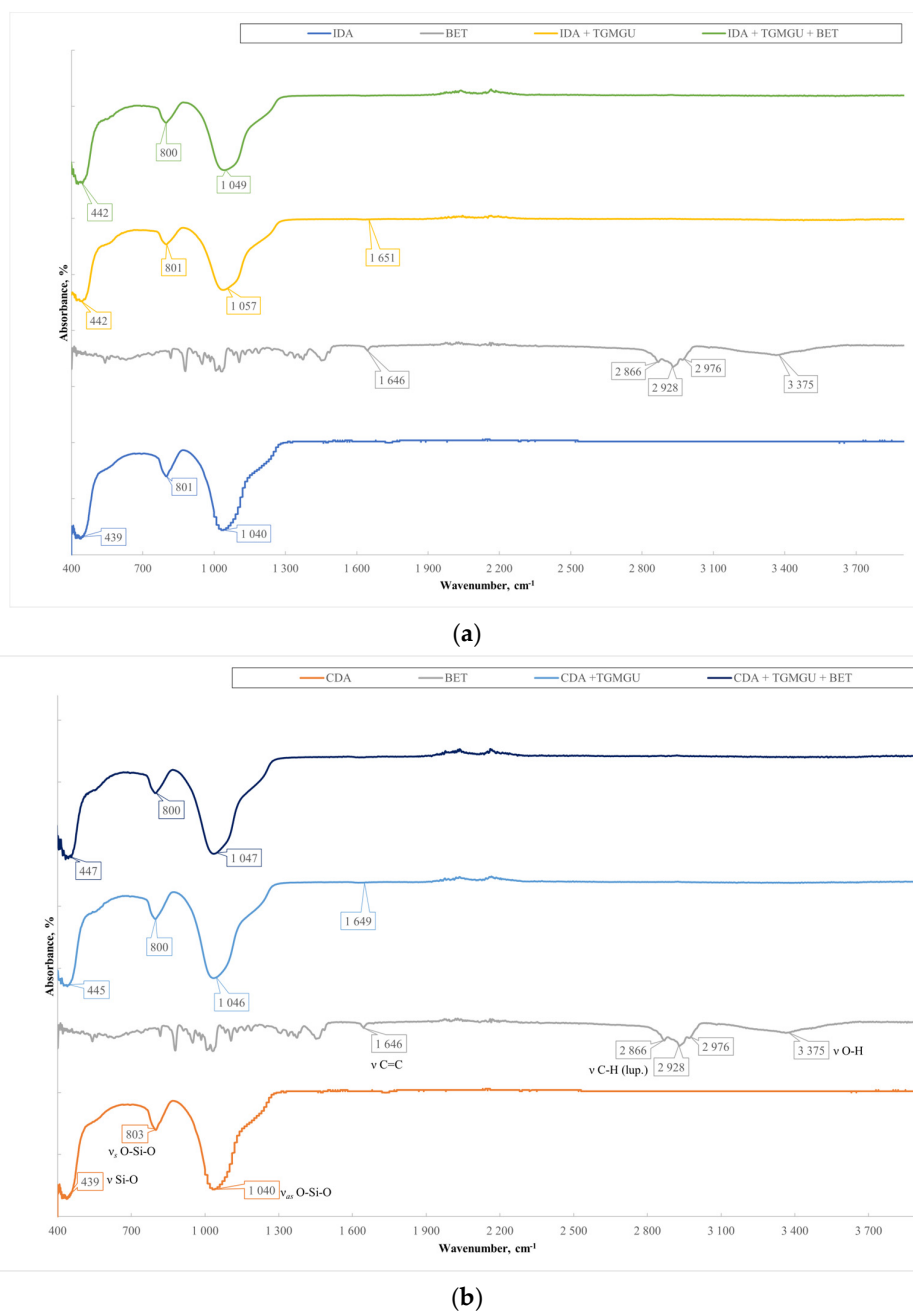 IDA BET IDA + TGMGU IDA + TGMGU + BET
Absorbance, %
800
1 049
442
801
1 057
1 651
442
1 646
2 866
2 928
2 976
3 375
801
439
1 040
400 700 1 000 1 300 1 600 1 900 2 200 2 500 2 800 3 100 3 400 3 700
Wavenumber, cm-1
(a)
CDA BET CDA +TGMGU CDA + TGMGU + BET
Absorbance, %
800
1 047
447
1 649
800
445
1 046
1 646
ν C=C
2 866
2 976
3 375 ν O-H
ν C-H (lup.)
2 928
803
νs O-Si-O
439 ν Si-O
1 040 νas O-Si-O
400 700 1 000 1 300 1 600 1 900 2 200 2 500 2 800 3 100 3 400 3 700
Wavenumber, cm-1
(b)